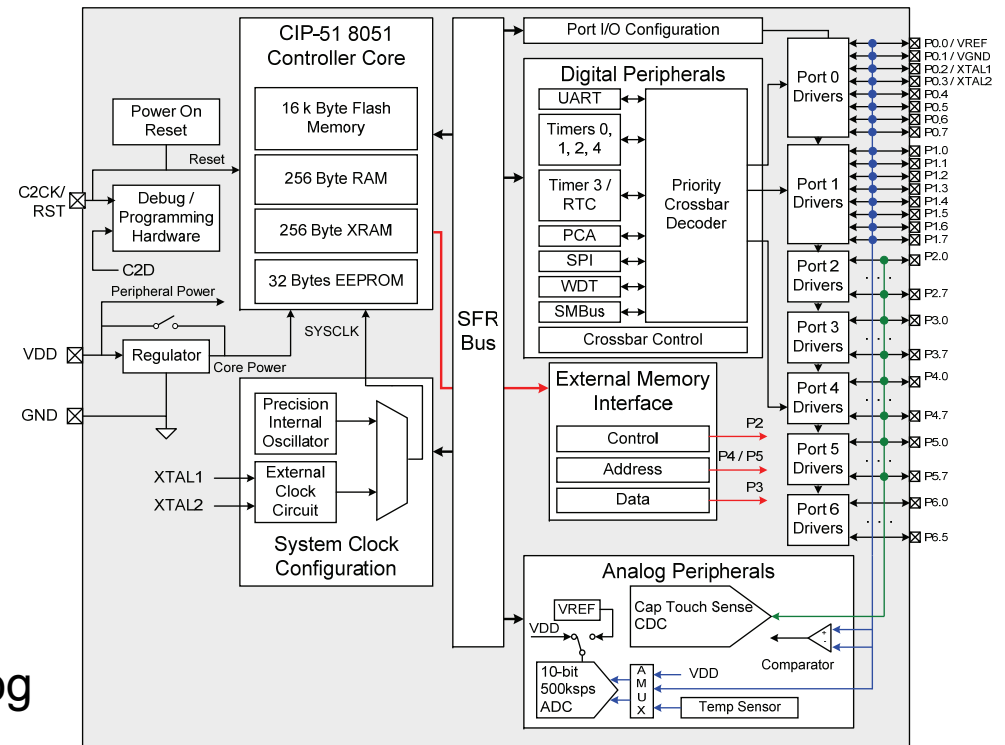 CIP-51 8051
Controller Core
16 k Byte Flash
Memory
256 Byte RAM
256 Byte XRAM
32 Bytes EEPROM
Power On
Reset
Reset
C2CK/
RST
Debug /
Programming
Hardware
C2D
Peripheral Power
VDD
Regulator
Core Power
GND
SYSCLK
Precision
Internal
Oscillator
XTAL1
XTAL2
External
Clock
Circuit
System Clock
Configuration
SFR
Bus
Port I/O Configuration
Digital Peripherals
UART
Timers 0,
1, 2, 4
Timer 3 /
RTC
PCA
SPI
WDT
SMBus
Priority
Crossbar
Decoder
Crossbar Control
External Memory
Interface
Control
Address
Data
P2
P4 / P5
P3
Port 0
Drivers
Port 1
Drivers
Port 2
Drivers
Port 3
Drivers
Port 4
Drivers
Port 5
Drivers
Port 6
Drivers
P0.0 / VREF
P0.1 / VGND
P0.2 / XTAL1
P0.3 / XTAL2
P0.4
P0.5
P0.6
P0.7
P1.0
P1.1
P1.2
P1.3
P1.4
P1.5
P1.6
P1.7
P2.0
P2.7
P3.0
P3.7
P4.0
P4.7
P5.0
P5.7
P6.0
P6.5
Analog Peripherals
VREF
VDD
10-bit
500ksps
ADC
A
M
U
X
VDD
Temp Sensor
Cap Touch Sense
CDC
+
-
Comparator
og